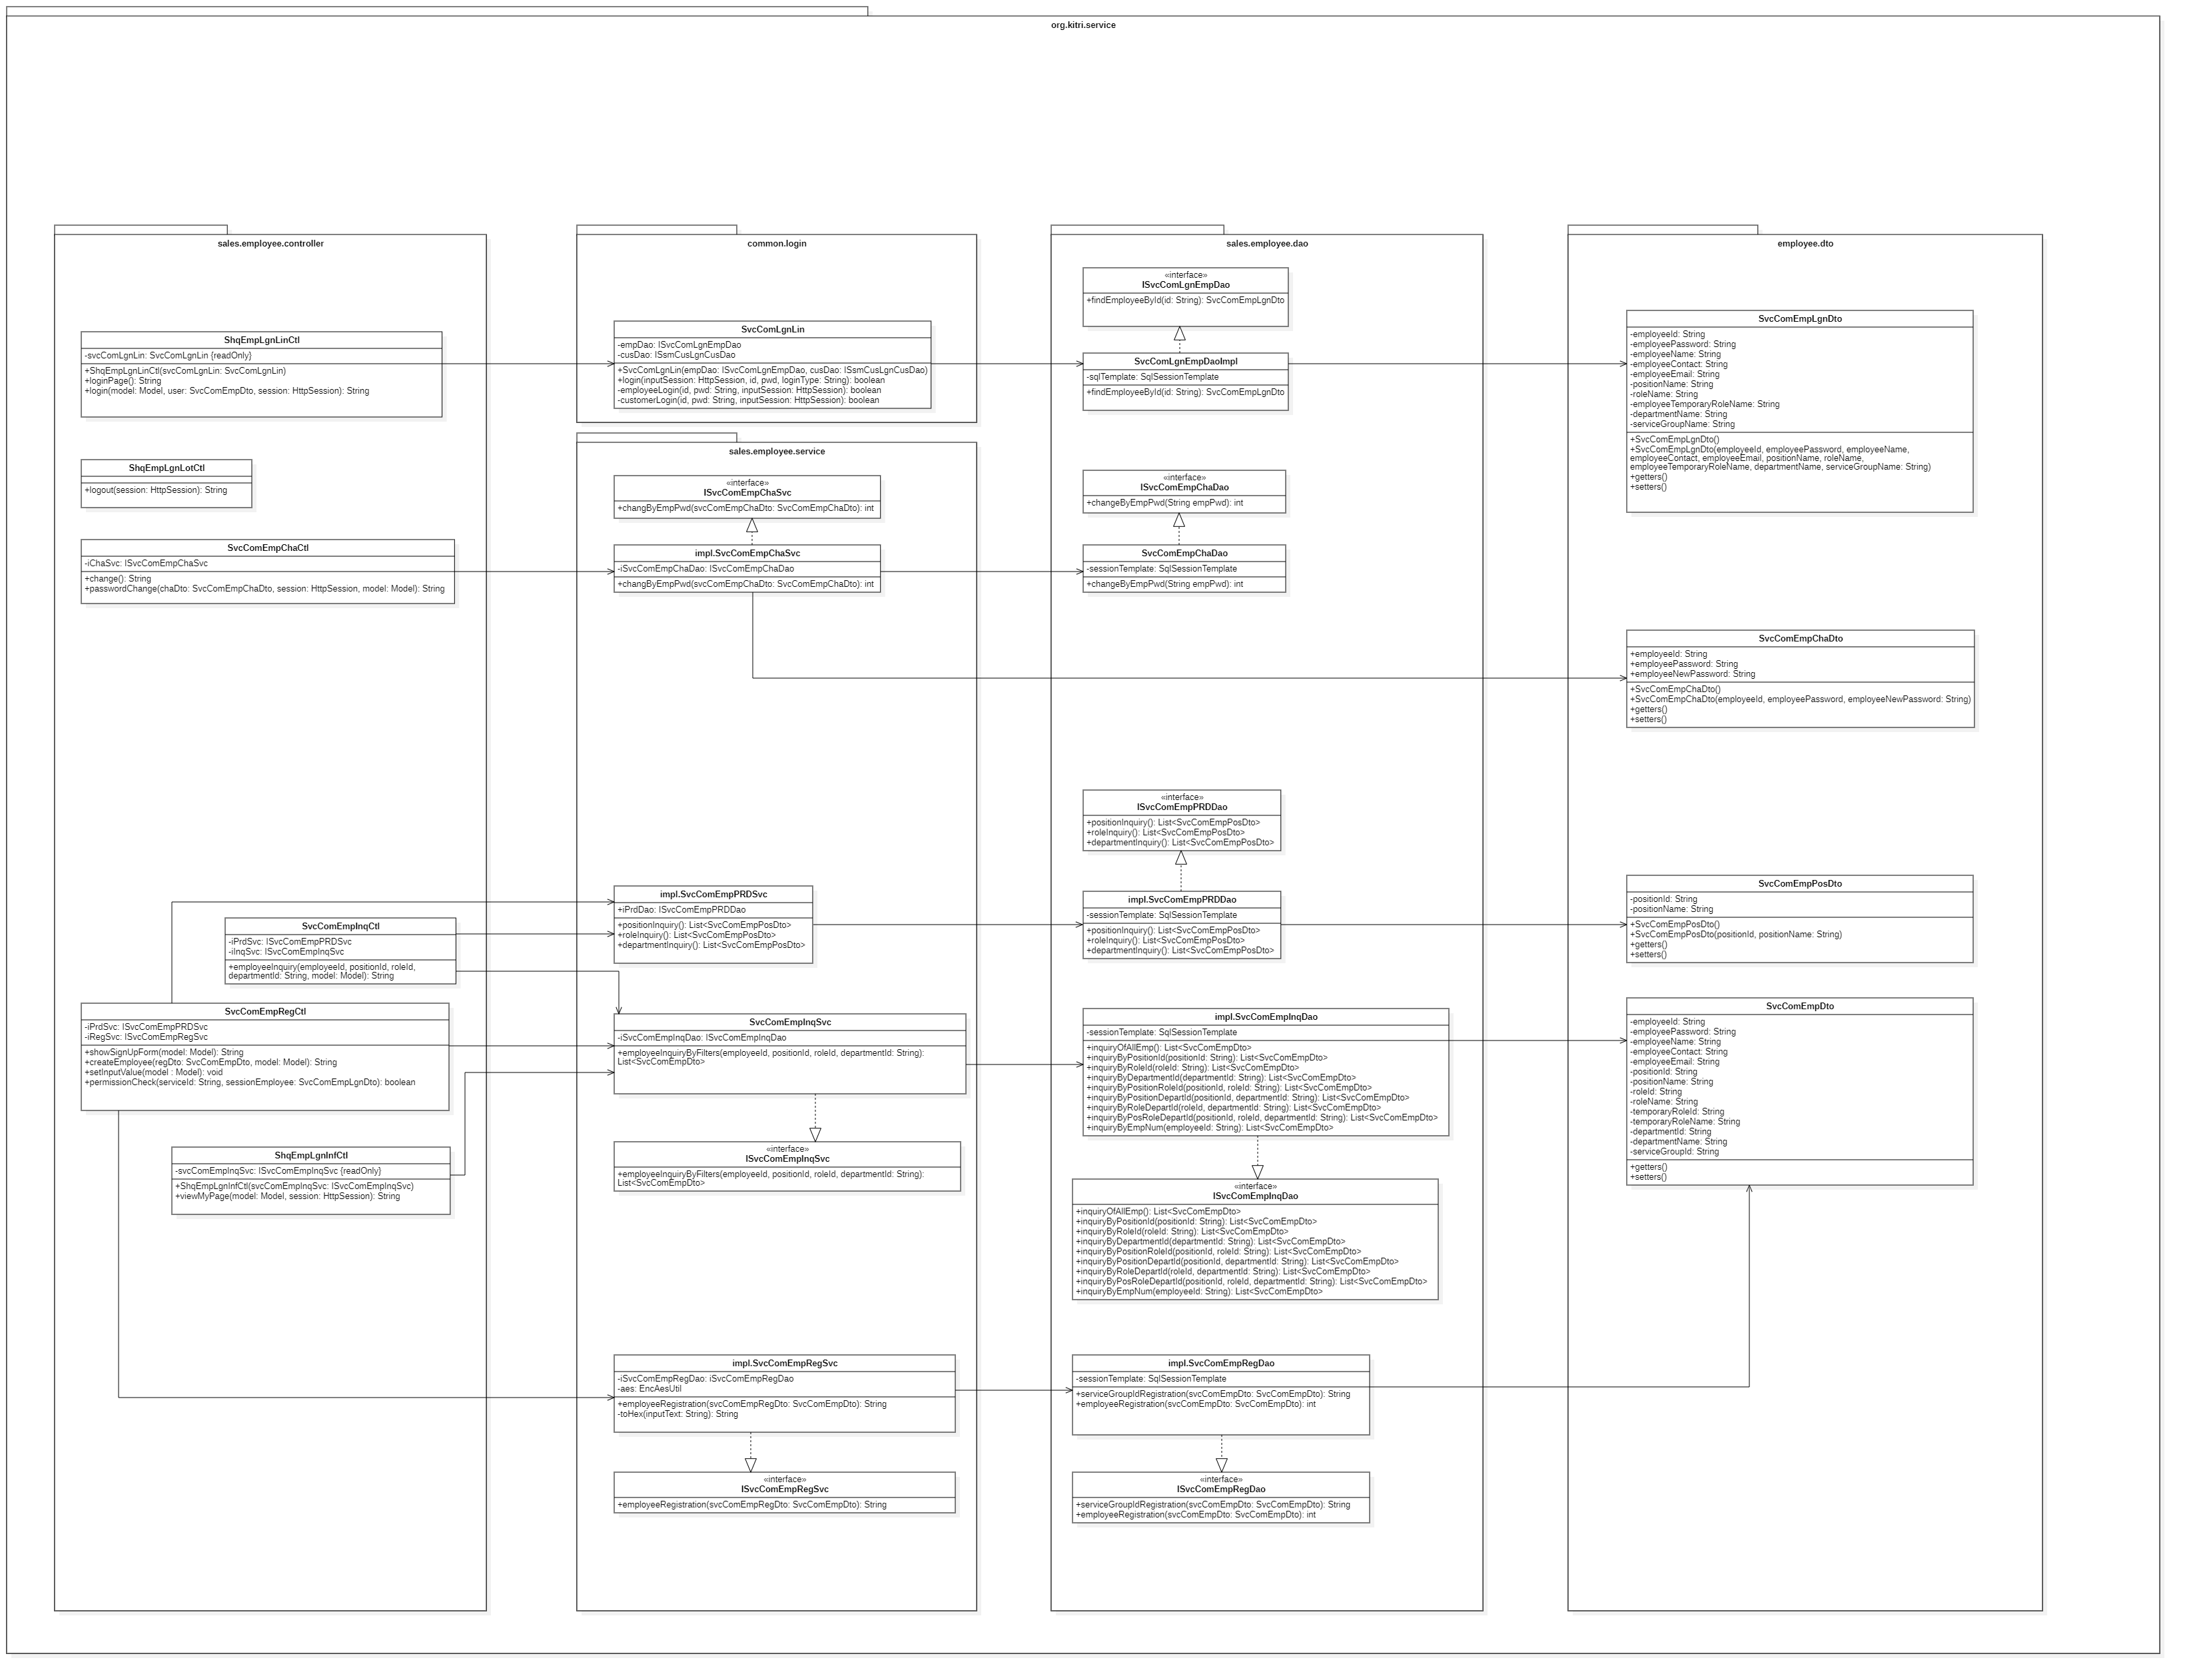 org.kitri.service
sales.employee.controller
ShqEmpLgnLinCtl
-svcComLgnLin: SvcComLgnLin {readOnly}
+ShqEmpLgnLinCtl(svcComLgnLin: SvcComLgnLin)
+loginPage(): String
+login(model: Model, user: SvcComEmpDto, session: HttpSession): String
ShqEmpLgnLotCtl
+logout(session: HttpSession): String
SvcComEmpChaCtl
-iChaSvc: ISvcComEmpChaSvc
+change(): String
+passwordChange(chaDto: SvcComEmpChaDto, session: HttpSession, model: Model): String
SvcComEmpInqCtl
-iPrdSvc: ISvcComEmpPRDSvc
-iInqSvc: ISvcComEmpInqSvc
+employeeInquiry(employeeId, positionId, roleId,
departmentId: String, model: Model): String
SvcComEmpRegCtl
-iPrdSvc: ISvcComEmpPRDSvc
-iRegSvc: ISvcComEmpRegSvc
+showSignUpForm(model: Model): String
+createEmployee(regDto: SvcComEmpDto, model: Model): String
+setInputValue(model : Model): void
+permissionCheck(serviceId: String, sessionEmployee: SvcComEmpLgnDto): boolean
ShqEmpLgnInfCtl
-svcComEmpInqSvc: ISvcComEmpInqSvc {readOnly}
+ShqEmpLgnInfCtl(svcComEmpInqSvc: ISvcComEmpInqSvc)
+viewMyPage(model: Model, session: HttpSession): String
common.login
SvcComLgnLin
-empDao: ISvcComLgnEmpDao
-cusDao: ISsmCusLgnCusDao
+SvcComLgnLin(empDao: ISvcComLgnEmpDao, cusDao: ISsmCusLgnCusDao)
+login(inputSession: HttpSession, id, pwd, loginType: String): boolean
-employeeLogin(id, pwd: String, inputSession: HttpSession): boolean
-customerLogin(id, pwd: String, inputSession: HttpSession): boolean
sales.employee.service
«interface»
ISvcComEmpChaSvc
+changByEmpPwd(svcComEmpChaDto: SvcComEmpChaDto): int
impl.SvcComEmpChaSvc
-iSvcComEmpChaDao: ISvcComEmpChaDao
+changByEmpPwd(svcComEmpChaDto: SvcComEmpChaDto): int
impl.SvcComEmpPRDSvc
+iPrdDao: ISvcComEmpPRDDao
+positionInquiry(): List<SvcComEmpPosDto>
+roleInquiry(): List<SvcComEmpPosDto>
+departmentInquiry(): List<SvcComEmpPosDto>
SvcComEmpInqSvc
-iSvcComEmpInqDao: ISvcComEmpInqDao
+employeeInquiryByFilters(employeeId, positionId, roleId, departmentId: String):
List<SvcComEmpDto>
«interface»
ISvcComEmpInqSvc
+employeeInquiryByFilters(employeeId, positionId, roleId, departmentId: String):
List<SvcComEmpDto>
impl.SvcComEmpRegSvc
-iSvcComEmpRegDao: iSvcComEmpRegDao
-aes: EncAesUtil
+employeeRegistration(svcComEmpRegDto: SvcComEmpDto): String
-toHex(inputText: String): String
«interface»
ISvcComEmpRegSvc
+employeeRegistration(svcComEmpRegDto: SvcComEmpDto): String
sales.employee.dao
«interface»
ISvcComLgnEmpDao
+findEmployeeById(id: String): SvcComEmpLgnDto
SvcComLgnEmpDaoImpl
-sqlTemplate: SqlSessionTemplate
+findEmployeeById(id: String): SvcComEmpLgnDto
«interface»
ISvcComEmpChaDao
+changeByEmpPwd(String empPwd): int
SvcComEmpChaDao
-sessionTemplate: SqlSessionTemplate
+changeByEmpPwd(String empPwd): int
«interface»
ISvcComEmpPRDDao
+positionInquiry(): List<SvcComEmpPosDto>
+roleInquiry(): List<SvcComEmpPosDto>
+departmentInquiry(): List<SvcComEmpPosDto>
impl.SvcComEmpPRDDao
-sessionTemplate: SqlSessionTemplate
+positionInquiry(): List<SvcComEmpPosDto>
+roleInquiry(): List<SvcComEmpPosDto>
+departmentInquiry(): List<SvcComEmpPosDto>
impl.SvcComEmpInqDao
-sessionTemplate: SqlSessionTemplate
+inquiryOfAllEmp(): List<SvcComEmpDto>
+inquiryByPositionId(positionId: String): List<SvcComEmpDto>
+inquiryByRoleId(roleId: String): List<SvcComEmpDto>
+inquiryByDepartmentId(departmentId: String): List<SvcComEmpDto>
+inquiryByPositionRoleId(positionId, roleId: String): List<SvcComEmpDto>
+inquiryByPositionDepartId(positionId, departmentId: String): List<SvcComEmpDto>
+inquiryByRoleDepartId(roleId, departmentId: String): List<SvcComEmpDto>
+inquiryByPosRoleDepartId(positionId, roleId, departmentId: String): List<SvcComEmpDto>
+inquiryByEmpNum(employeeId: String): List<SvcComEmpDto>
«interface»
ISvcComEmpInqDao
+inquiryOfAllEmp(): List<SvcComEmpDto>
+inquiryByPositionId(positionId: String): List<SvcComEmpDto>
+inquiryByRoleId(roleId: String): List<SvcComEmpDto>
+inquiryByDepartmentId(departmentId: String): List<SvcComEmpDto>
+inquiryByPositionRoleId(positionId, roleId: String): List<SvcComEmpDto>
+inquiryByPositionDepartId(positionId, departmentId: String): List<SvcComEmpDto>
+inquiryByRoleDepartId(roleId, departmentId: String): List<SvcComEmpDto>
+inquiryByPosRoleDepartId(positionId, roleId, departmentId: String): List<SvcComEmpDto>
+inquiryByEmpNum(employeeId: String): List<SvcComEmpDto>
impl.SvcComEmpRegDao
-sessionTemplate: SqlSessionTemplate
+serviceGroupIdRegistration(svcComEmpDto: SvcComEmpDto): String
+employeeRegistration(svcComEmpDto: SvcComEmpDto): int
«interface»
ISvcComEmpRegDao
+serviceGroupIdRegistration(svcComEmpDto: SvcComEmpDto): String
+employeeRegistration(svcComEmpDto: SvcComEmpDto): int
employee.dto
SvcComEmpLgnDto
-employeeId: String
-employeePassword: String
-employeeName: String
-employeeContact: String
-employeeEmail: String
-positionName: String
-roleName: String
-employeeTemporaryRoleName: String
-departmentName: String
-serviceGroupName: String
+SvcComEmpLgnDto()
+SvcComEmpLgnDto(employeeId, employeePassword, employeeName,
employeeContact, employeeEmail, positionName, roleName,
employeeTemporaryRoleName, departmentName, serviceGroupName: String)
+getters()
+setters()
SvcComEmpChaDto
+employeeId: String
+employeePassword: String
+employeeNewPassword: String
+SvcComEmpChaDto()
+SvcComEmpChaDto(employeeId, employeePassword, employeeNewPassword: String)
+getters()
+setters()
SvcComEmpPosDto
-positionId: String
-positionName: String
+SvcComEmpPosDto()
+SvcComEmpPosDto(positionId, positionName: String)
+getters()
+setters()
SvcComEmpDto
-employeeId: String
-employeePassword: String
-employeeName: String
-employeeContact: String
-employeeEmail: String
-positionId: String
-positionName: String
-roleId: String
-roleName: String
-temporaryRoleId: String
-temporaryRoleName: String
-departmentId: String
-departmentName: String
-serviceGroupId: String
+getters()
+setters()